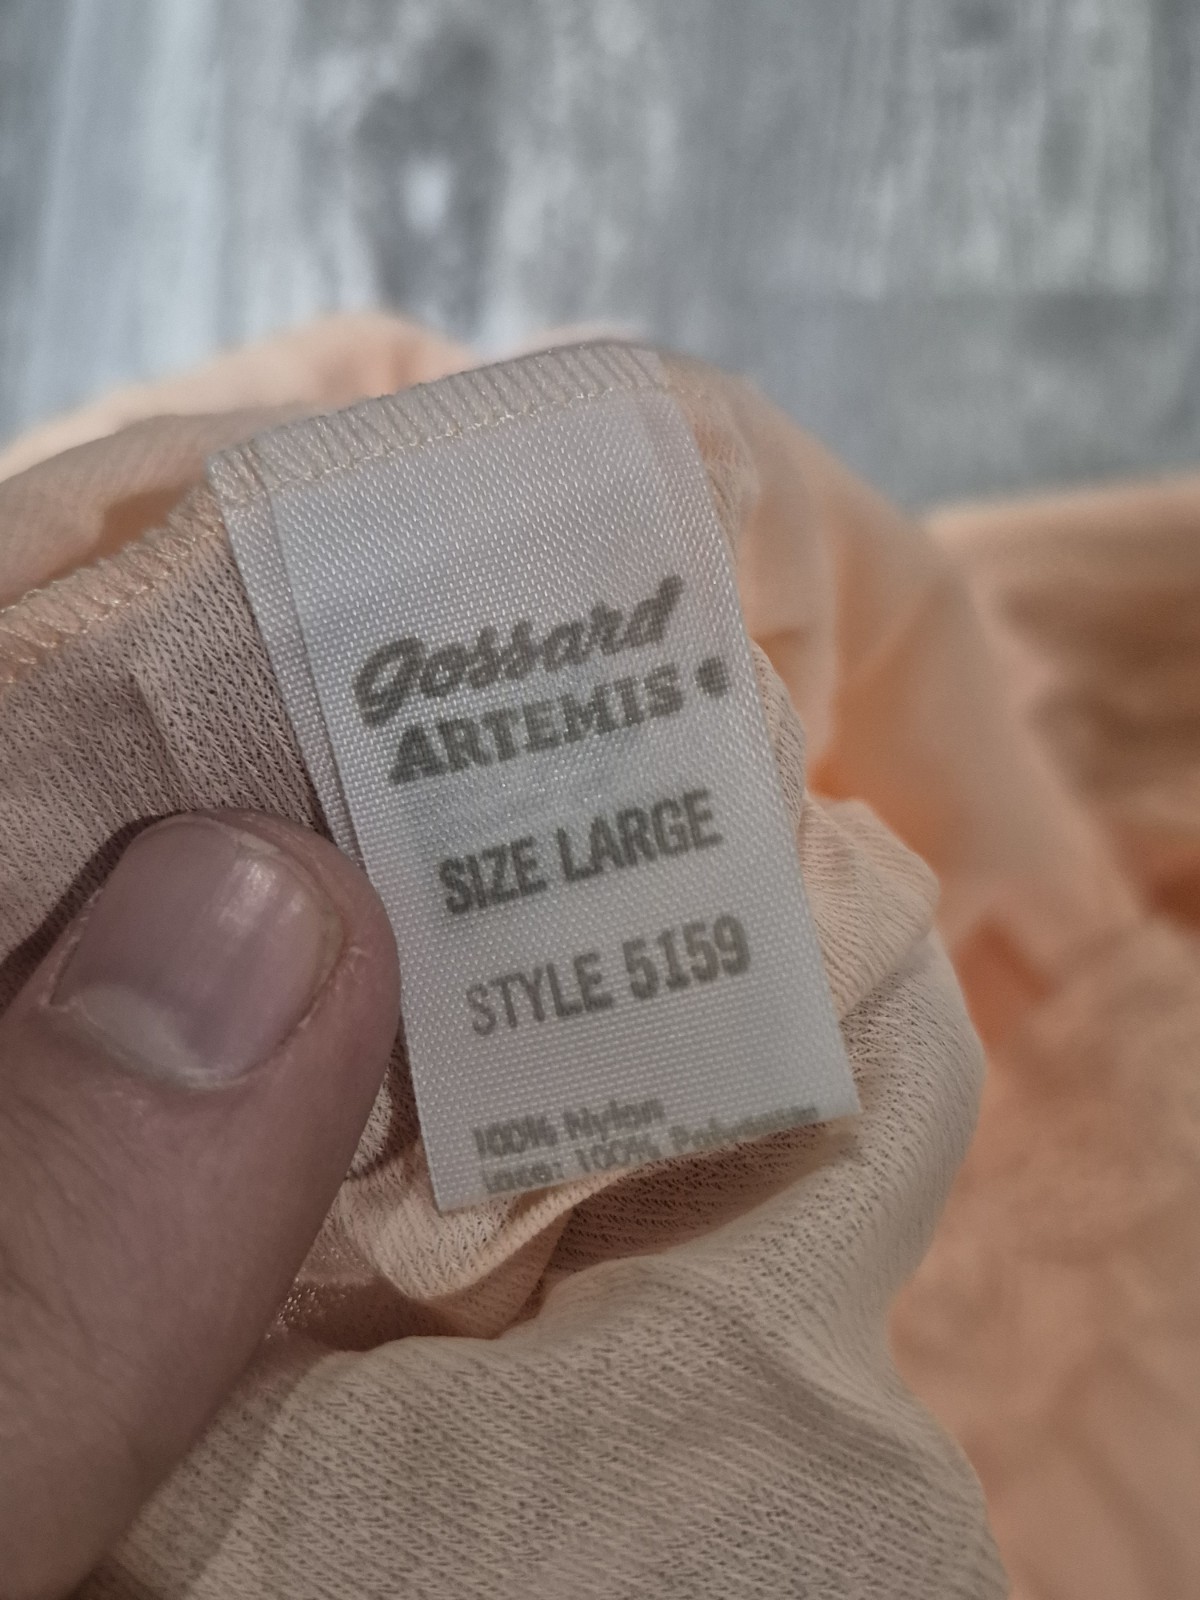 Gossard
ARTEMIS ®
SIZE LARGE
STYLE 5159
100% Nylon
Lace: 100% Polyester